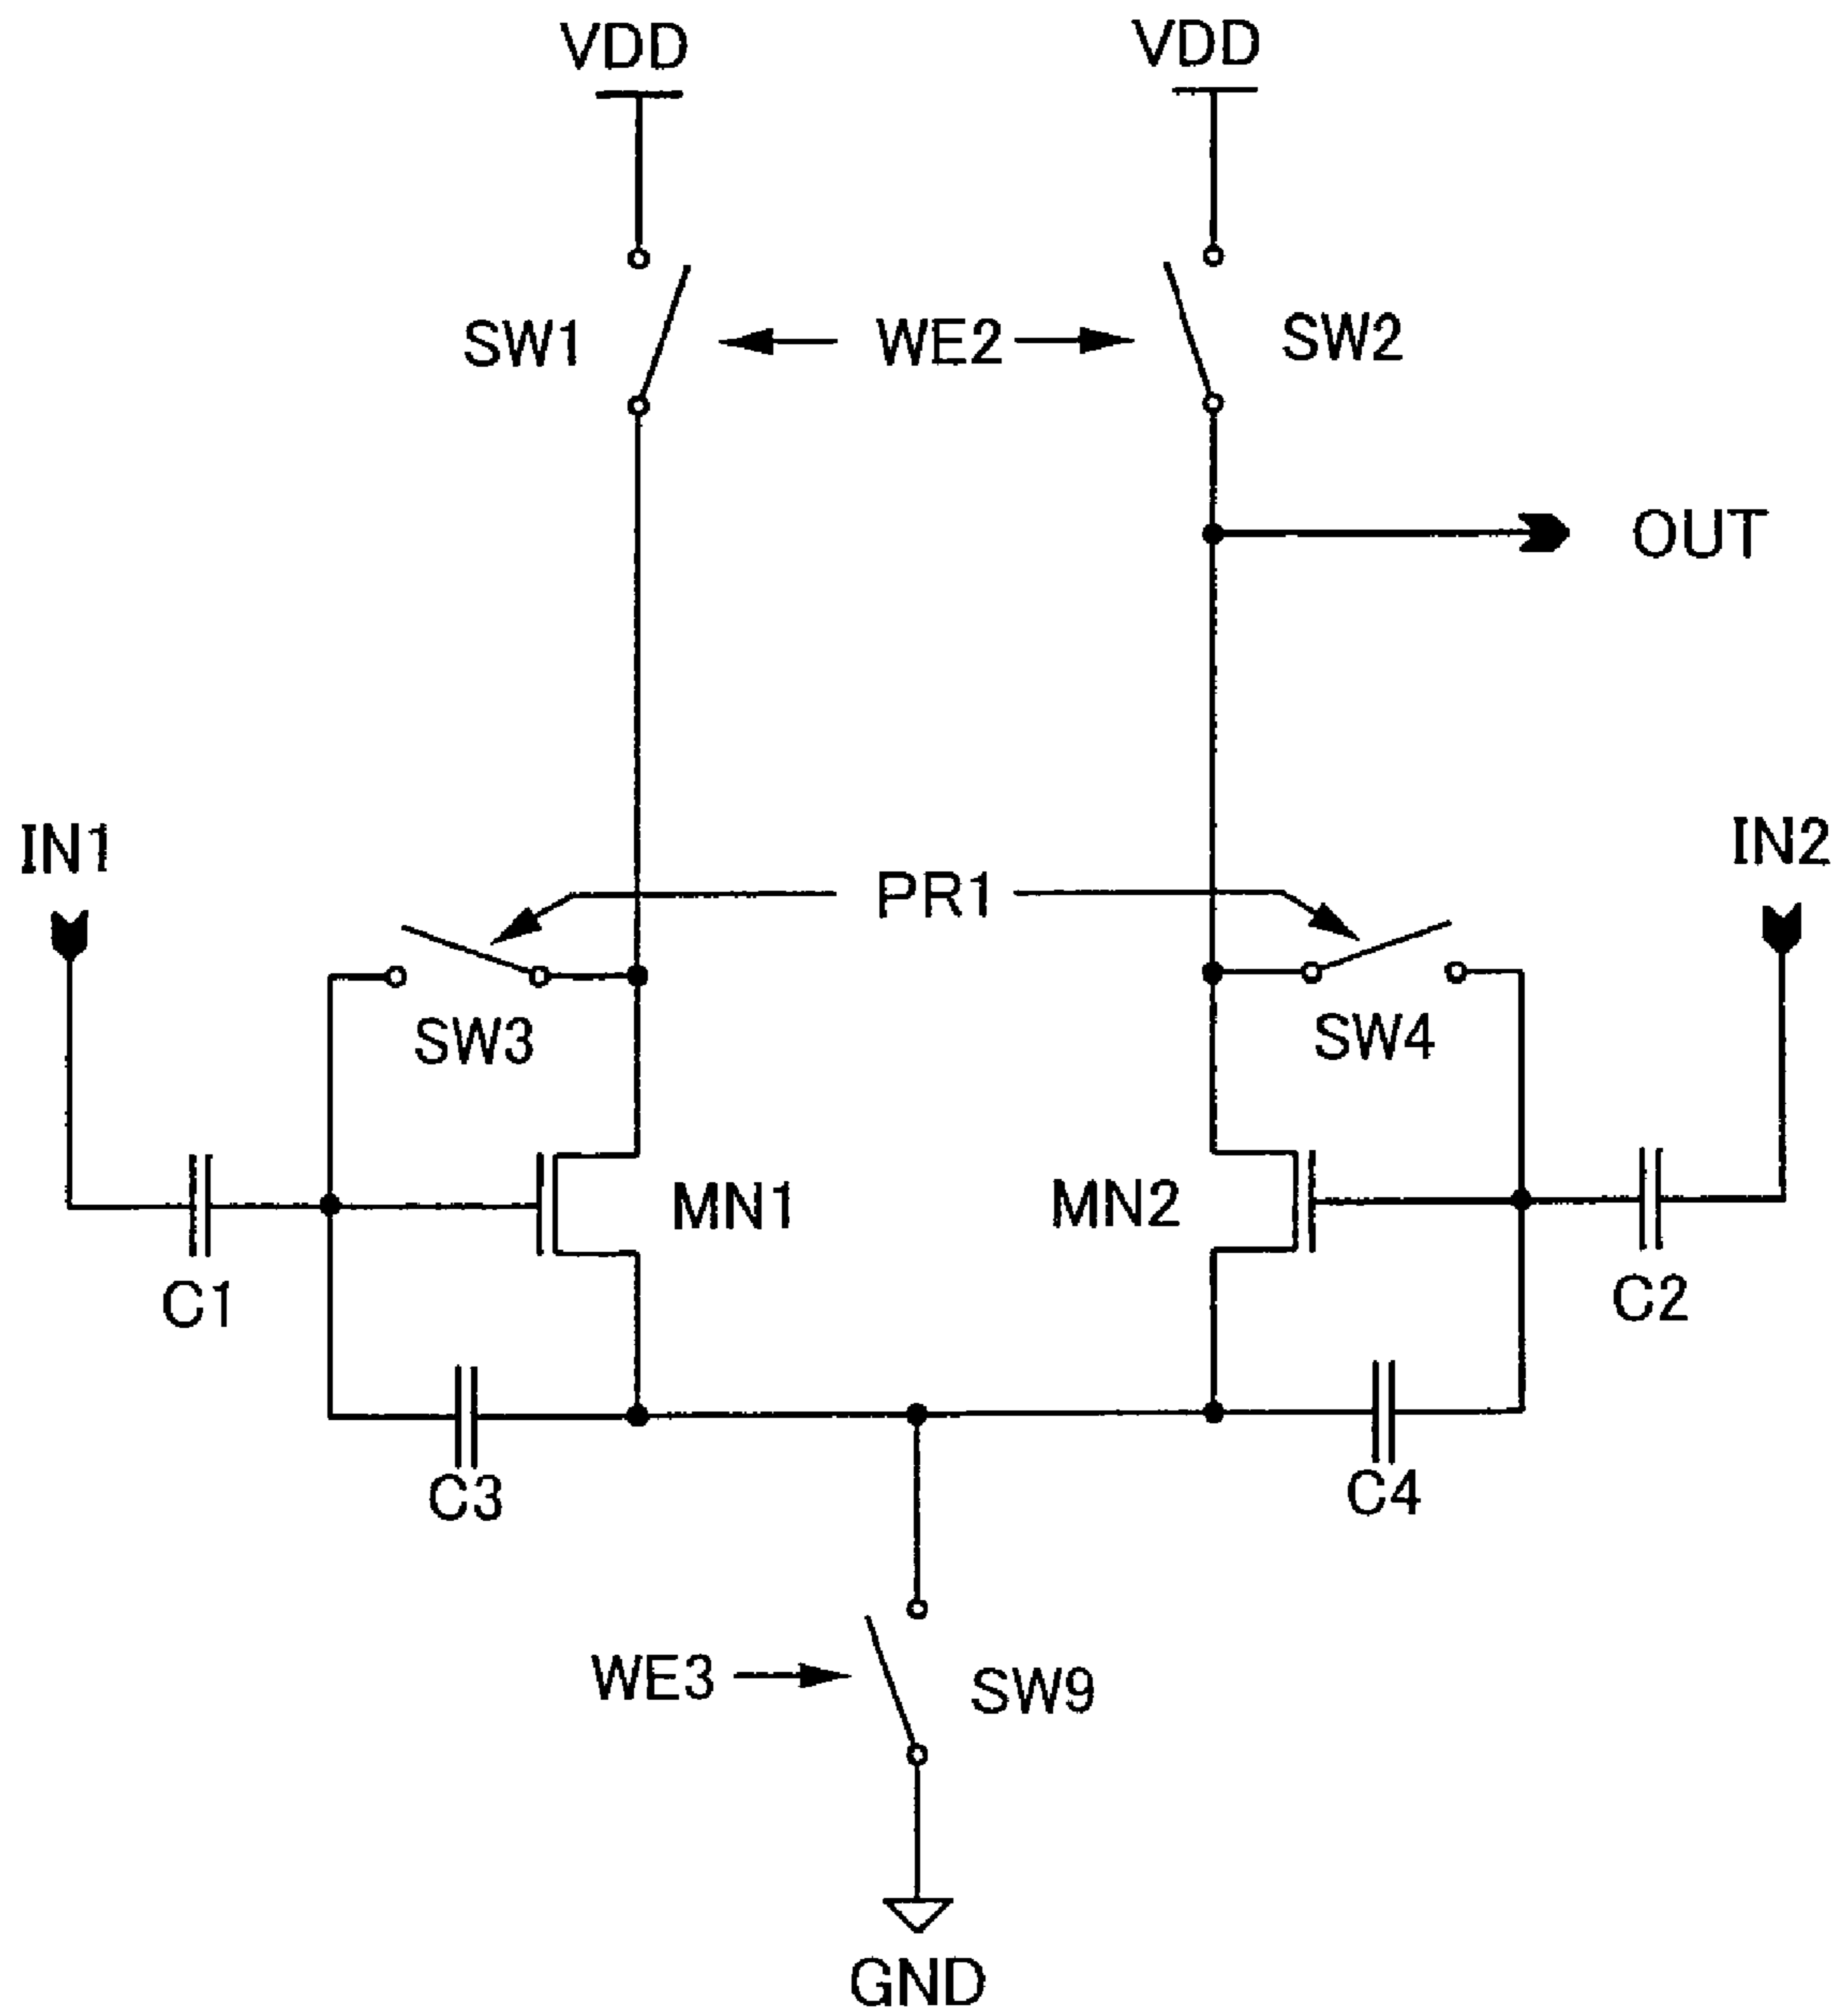 VDD
VDD
SW1
WE2
SW2
OUT
IN1
IN2
PR1
SW3
SW4
MN1
MN2
C1
C2
C3
C4
WE3
SW9
GND